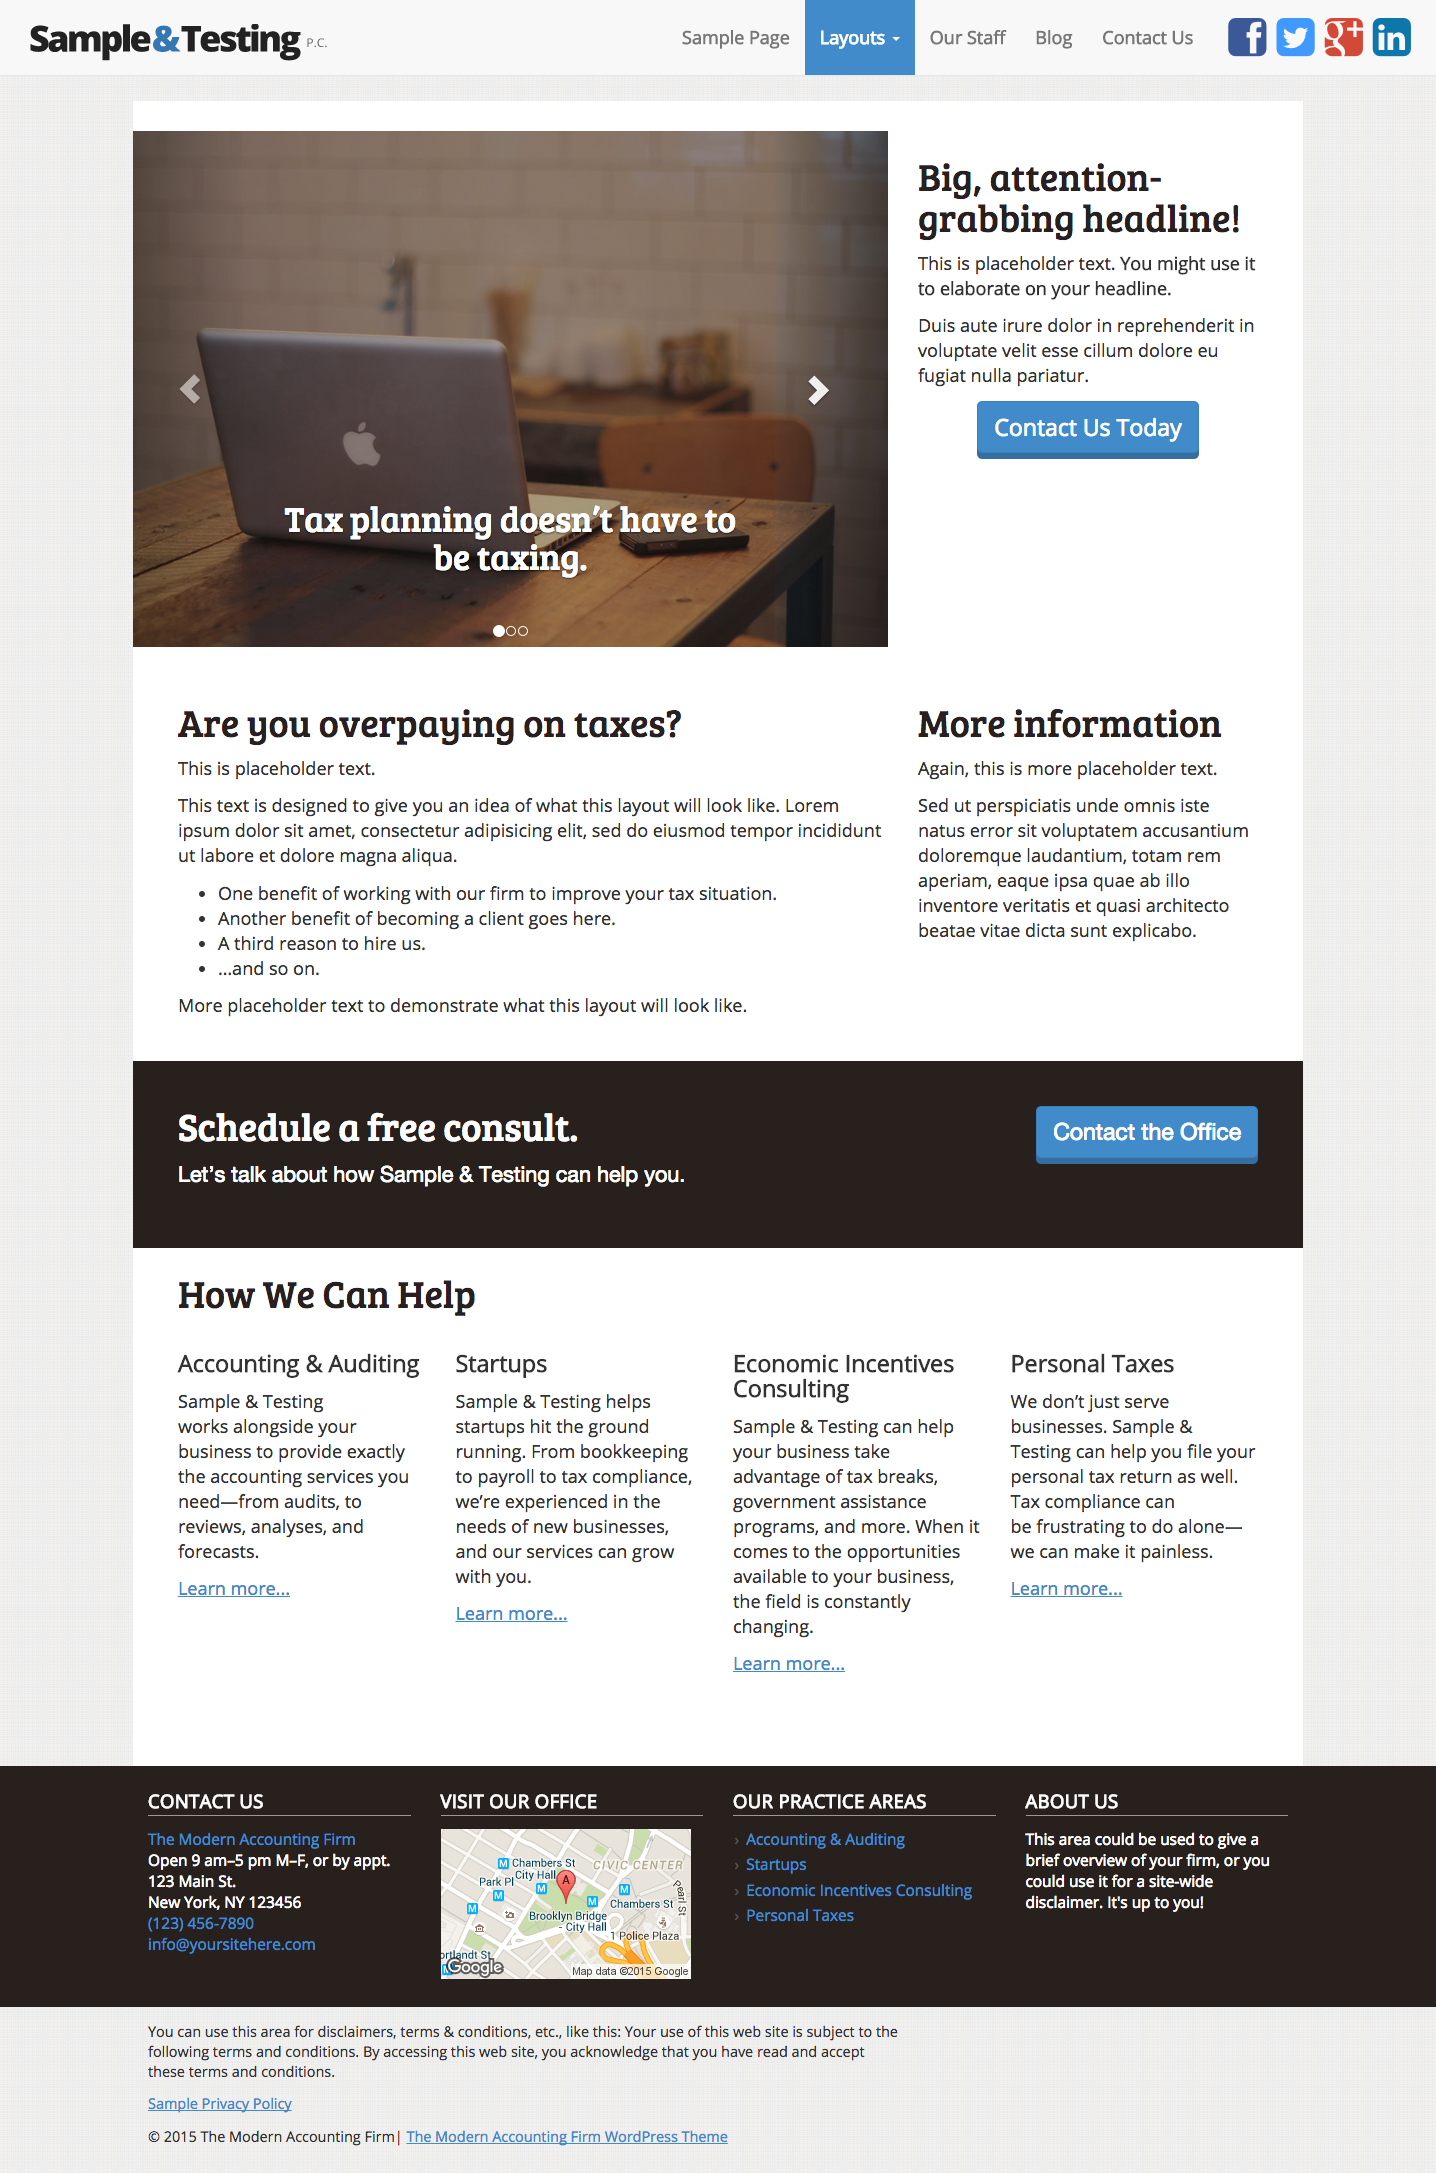 Sample&Testing P.C.
Sample Page
Layouts
Our Staff
Blog
Contact Us
Big, attention-
grabbing headline!
This is placeholder text. You might use it
to elaborate on your headline.
Duis aute irure dolor in reprehenderit in
voluptate velit esse cillum dolore eu
fugiat nulla pariatur.
Contact Us Today
Tax planning doesn’t have to
be taxing.
Are you overpaying on taxes?
This is placeholder text.
This text is designed to give you an idea of what this layout will look like. Lorem
ipsum dolor sit amet, consectetur adipisicing elit, sed do eiusmod tempor incididunt
ut labore et dolore magna aliqua.
• One benefit of working with our firm to improve your tax situation.
• Another benefit of becoming a client goes here.
• A third reason to hire us.
• …and so on.
More placeholder text to demonstrate what this layout will look like.
More information
Again, this is more placeholder text.
Sed ut perspiciatis unde omnis iste
natus error sit voluptatem accusantium
doloremque laudantium, totam rem
aperiam, eaque ipsa quae ab illo
inventore veritatis et quasi architecto
beatae vitae dicta sunt explicabo.
Schedule a free consult.
Let’s talk about how Sample & Testing can help you.
Contact the Office
How We Can Help
Accounting & Auditing
Sample & Testing
works alongside your
business to provide exactly
the accounting services you
need—from audits, to
reviews, analyses, and
forecasts.
Learn more...
Startups
Sample & Testing helps
startups hit the ground
running. From bookkeeping
to payroll to tax compliance,
we’re experienced in the
needs of new businesses,
and our services can grow
with you.
Learn more...
Economic Incentives
Consulting
Sample & Testing can help
your business take
advantage of tax breaks,
government assistance
programs, and more. When it
comes to the opportunities
available to your business,
the field is constantly
changing.
Learn more...
Personal Taxes
We don’t just serve
businesses. Sample &
Testing can help you file your
personal tax return as well.
Tax compliance can
be frustrating to do alone—
we can make it painless.
Learn more...
CONTACT US
The Modern Accounting Firm
Open 9 am–5 pm M–F, or by appt.
123 Main St.
New York, NY 123456
(123) 456-7890
info@yoursitehere.com
VISIT OUR OFFICE
Chambers St
City Hall
CIVIC CENTER
Park Pl
A
Pearl St
Chambers St
Brooklyn Bridge
- City Hall
1 Police Plaza
ortlandt St
Google
Map data ©2015 Google
OUR PRACTICE AREAS
› Accounting & Auditing
› Startups
› Economic Incentives Consulting
› Personal Taxes
ABOUT US
This area could be used to give a
brief overview of your firm, or you
could use it for a site-wide
disclaimer. It's up to you!
You can use this area for disclaimers, terms & conditions, etc., like this: Your use of this web site is subject to the
following terms and conditions. By accessing this web site, you acknowledge that you have read and accept
these terms and conditions.
Sample Privacy Policy
© 2015 The Modern Accounting Firm| The Modern Accounting Firm WordPress Theme